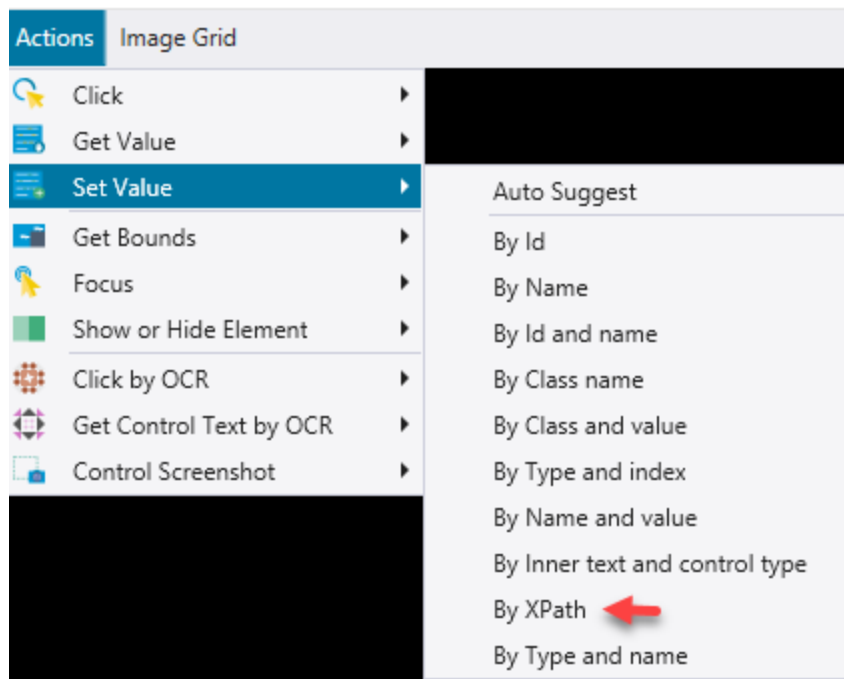 Actions Image Grid
Click
Get Value
Set Value
Get Bounds
Focus
Show or Hide Element
Click by OCR
Get Control Text by OCR
Control Screenshot
Auto Suggest
By Id
By Name
By Id and name
By Class name
By Class and value
By Type and index
By Name and value
By Inner text and control type
By XPath
By Type and name